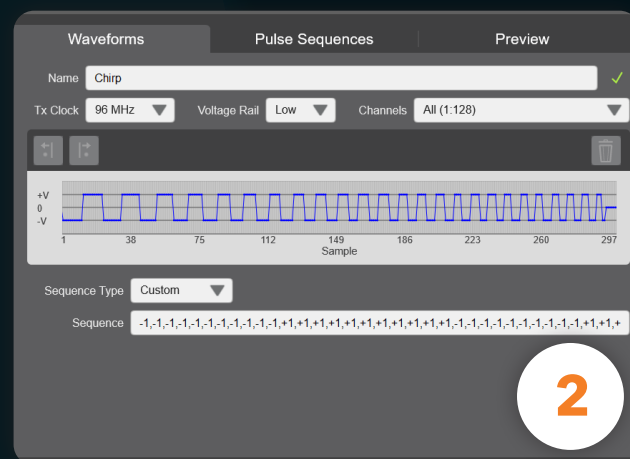 Waveforms Pulse Sequences Preview
Name Chirp
Tx Clock 96 MHz Voltage Rail Low Channels All (1:128)
+V
0
-V
1 38 75 112 149 186 223 260 297
Sample
Sequence Type Custom
Sequence -1,-1,-1,-1,-1,-1,-1,-1,-1,-1,-1,+1,+1,+1,+1,+1,+1,+1,+1,+1,+1,+1,-1,-1,-1,-1,-1,-1,-1,-1,-1,-1,+1,+1,+
2